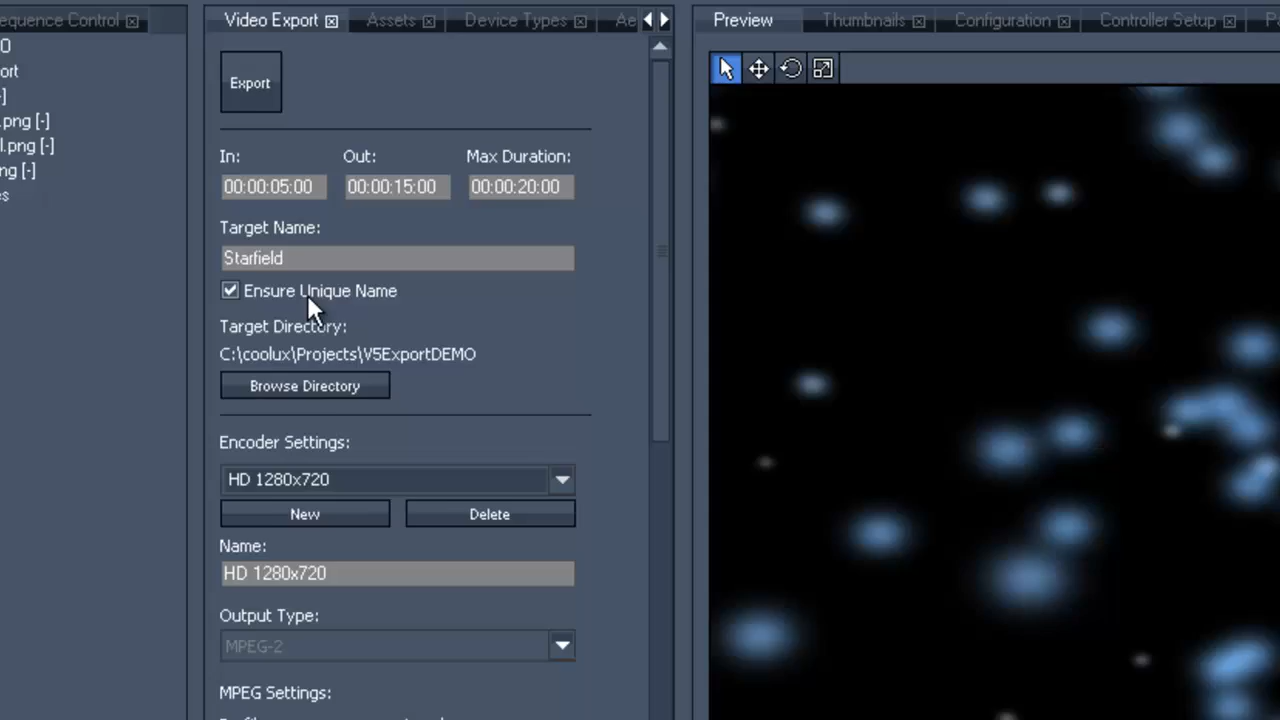 equence Control
Video Export
Assets
Device Types
Ae
Preview
Thumbnails
Configuration
Controller Setup
ort
.png [-]
l.png [-]
ng [-]
Export
In: Out: Max Duration:
00:00:05:00 00:00:15:00 00:00:20:00
Target Name:
Starfield
Ensure Unique Name
Target Directory:
C:\coolux\Projects\V5ExportDEMO
Browse Directory
Encoder Settings:
HD 1280x720
New Delete
Name:
HD 1280x720
Output Type:
MPEG-2
MPEG Settings: